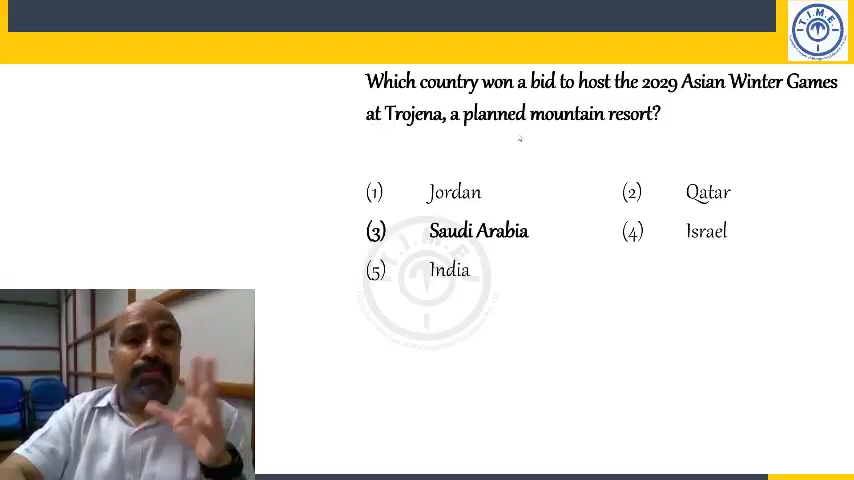 T.I.M.E.
Which country won a bid to host the 2029 Asian Winter Games
at Trojena, a planned mountain resort?
(1) Jordan (2) Qatar
(3) Saudi Arabia (4) Israel
(5) India
T.I.M.E.